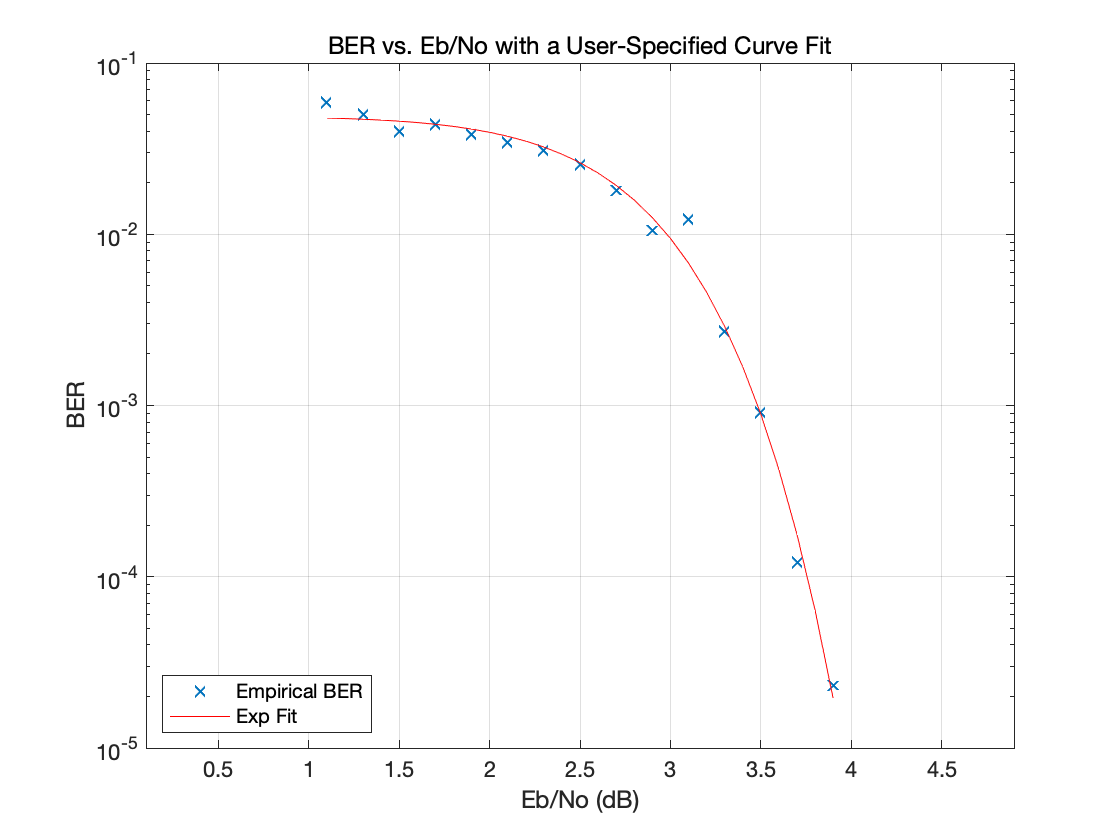 BER vs. Eb/No with a User-Specified Curve Fit
10^-1
10^-2
10^-3
10^-4
10^-5
BER
Empirical BER
Exp Fit
0.5 1 1.5 2 2.5 3 3.5 4 4.5
Eb/No (dB)